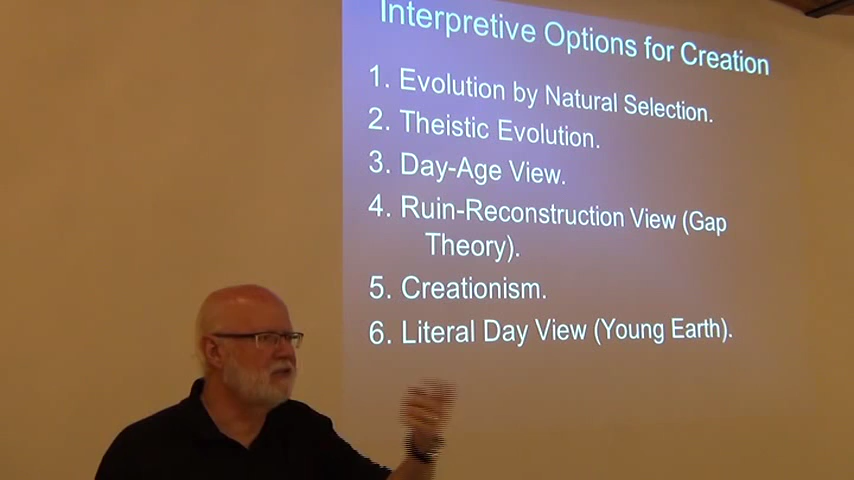 Interpretive Options for Creation
1. Evolution by Natural Selection.
2. Theistic Evolution.
3. Day-Age View.
4. Ruin-Reconstruction View (Gap
Theory).
5. Creationism.
6. Literal Day View (Young Earth).